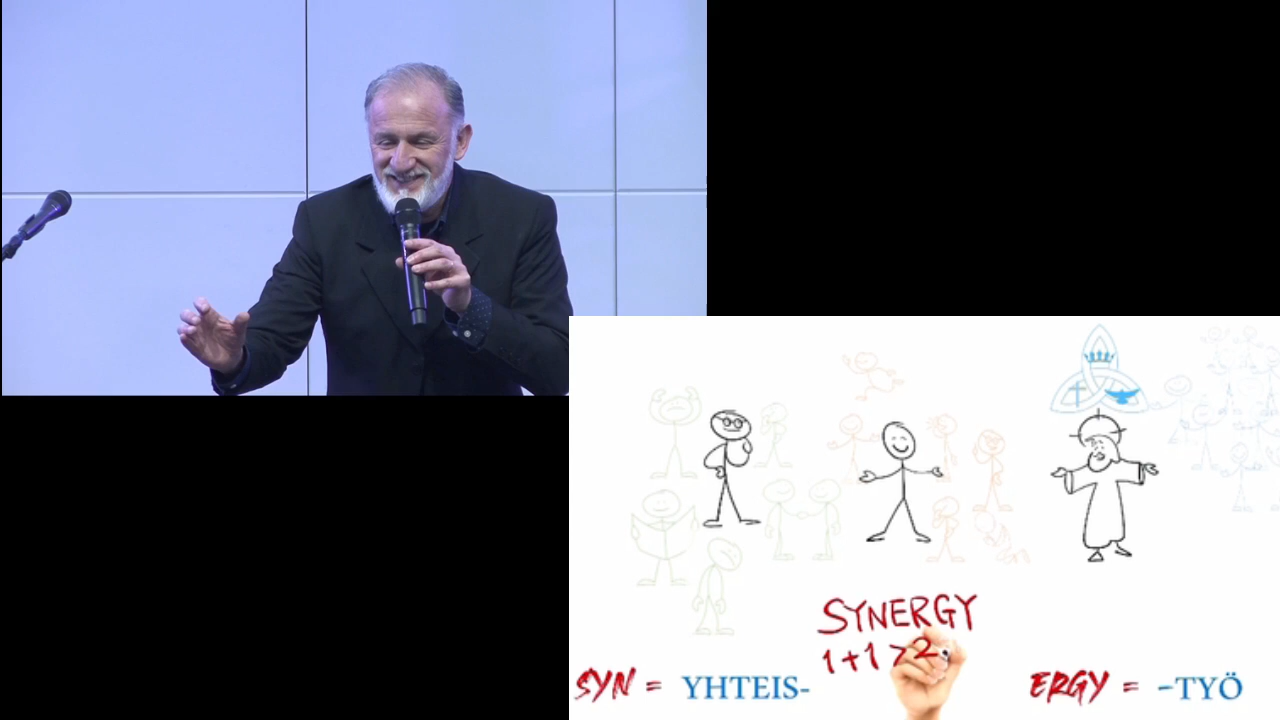 SYNERGY
1+1>2
SYN = YHTEIS-
ERGY = -TYÖ